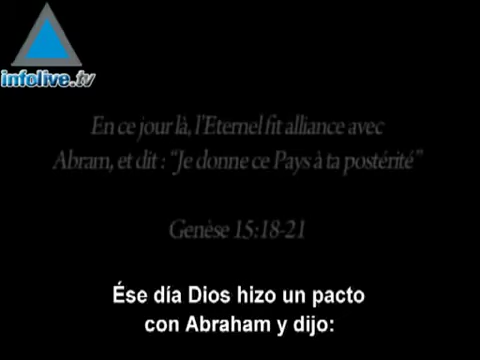 infolive.tv
En ce jour là, l'Eternel fit alliance avec
Abram, et dit : "Je donne ce Pays à ta postérité"
Genèse 15:18-21
Ése día Dios hizo un pacto
con Abraham y dijo: